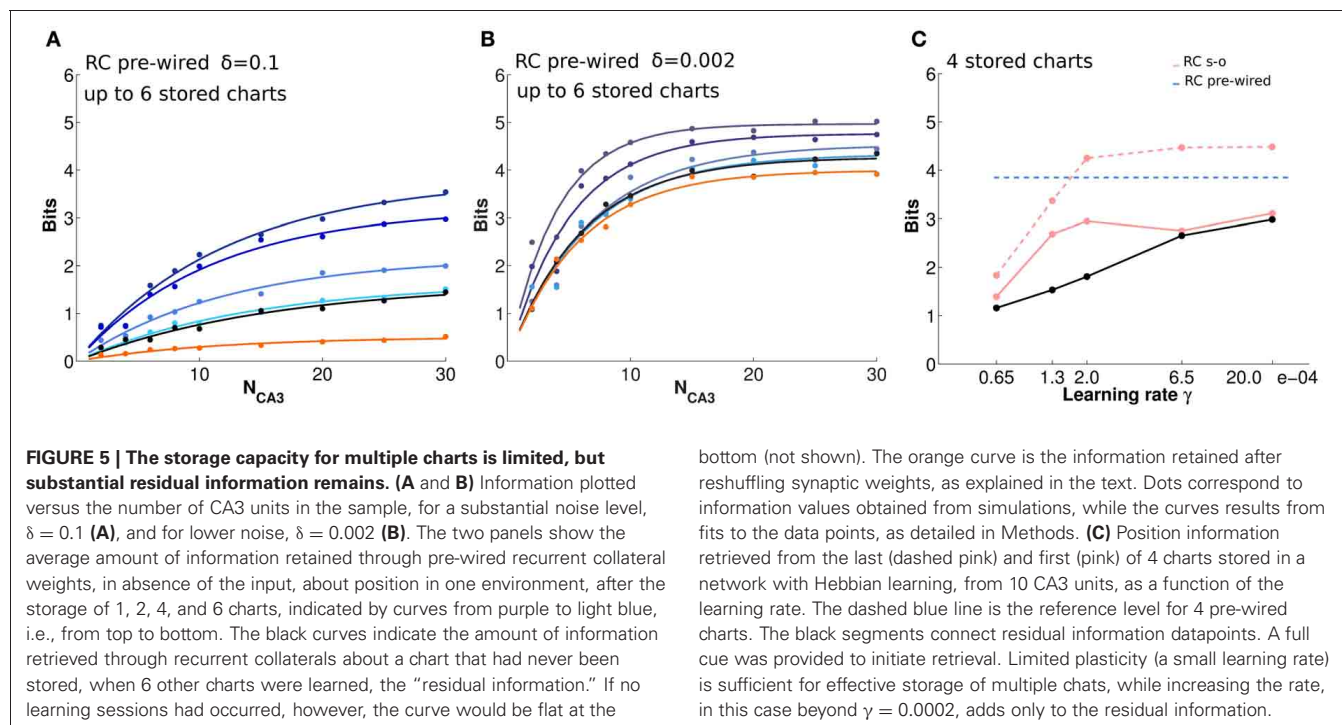 A
RC pre-wired δ=0.1
up to 6 stored charts
6
5
4
3
2
1
0
Bits
10
20
30
N_CA3
B
RC pre-wired δ=0.002
up to 6 stored charts
6
5
4
3
2
1
0
Bits
10
20
30
N_CA3
C
4 stored charts
RC s-o
RC pre-wired
6
5
4
3
2
1
0
Bits
0.65
1.3
2.0
6.5
20.0
e-04
Learning rate γ
FIGURE 5 | The storage capacity for multiple charts is limited, but
substantial residual information remains. (A and B) Information plotted
versus the number of CA3 units in the sample, for a substantial noise level,
δ = 0.1 (A), and for lower noise, δ = 0.002 (B). The two panels show the
average amount of information retained through pre-wired recurrent collateral
weights, in absence of the input, about position in one environment, after the
storage of 1, 2, 4, and 6 charts, indicated by curves from purple to light blue,
i.e., from top to bottom. The black curves indicate the amount of information
retrieved through recurrent collaterals about a chart that had never been
stored, when 6 other charts were learned, the “residual information.” If no
learning sessions had occurred, however, the curve would be flat at the
bottom (not shown). The orange curve is the information retained after
reshuffling synaptic weights, as explained in the text. Dots correspond to
information values obtained from simulations, while the curves results from
fits to the data points, as detailed in Methods. (C) Position information
retrieved from the last (dashed pink) and first (pink) of 4 charts stored in a
network with Hebbian learning, from 10 CA3 units, as a function of the
learning rate. The dashed blue line is the reference level for 4 pre-wired
charts. The black segments connect residual information datapoints. A full
cue was provided to initiate retrieval. Limited plasticity (a small learning rate)
is sufficient for effective storage of multiple chats, while increasing the rate,
in this case beyond γ = 0.0002, adds only to the residual information.